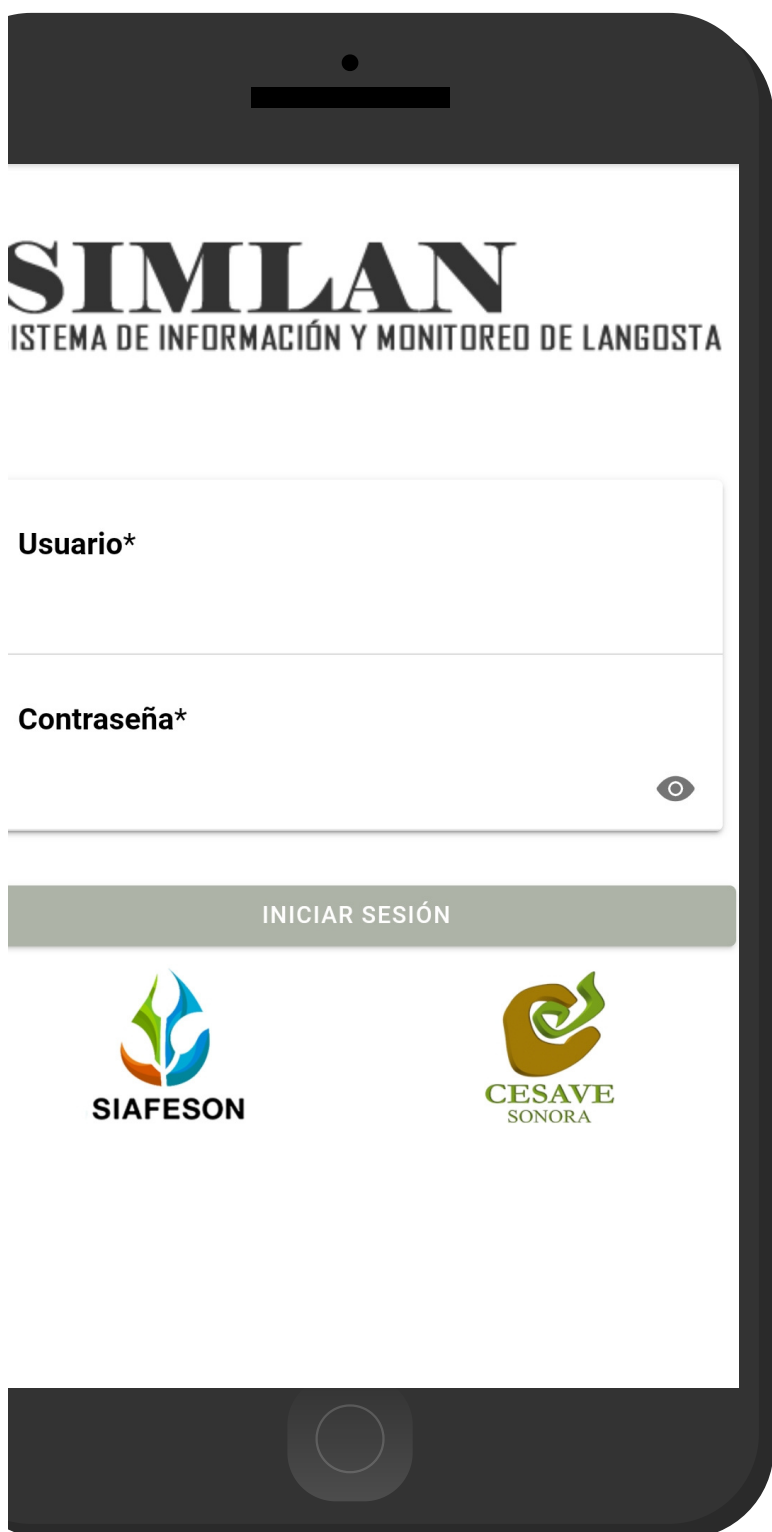 SIMLAN
ISTEMA DE INFORMACIÓN Y MONITOREO DE LANGOSTA
Usuario*
Contraseña*
INICIAR SESIÓN
SIAFESON
CESAVE
SONORA